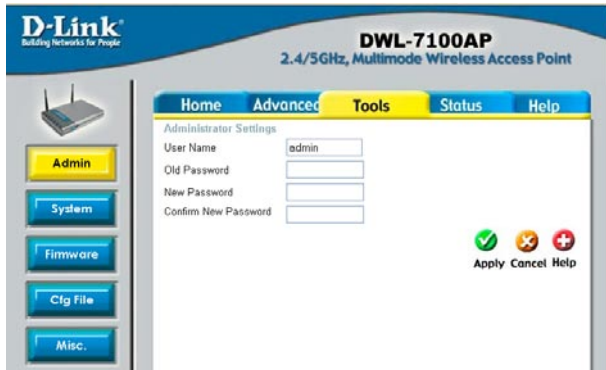 D-Link
Building Networks for People
DWL-7100AP
2.4/5GHz, Multimode Wireless Access Point
Home Advanced Tools Status Help
Administrator Settings
User Name admin
Old Password
New Password
Confirm New Password
Apply Cancel Help
Admin
System
Firmware
Cfg File
Misc.